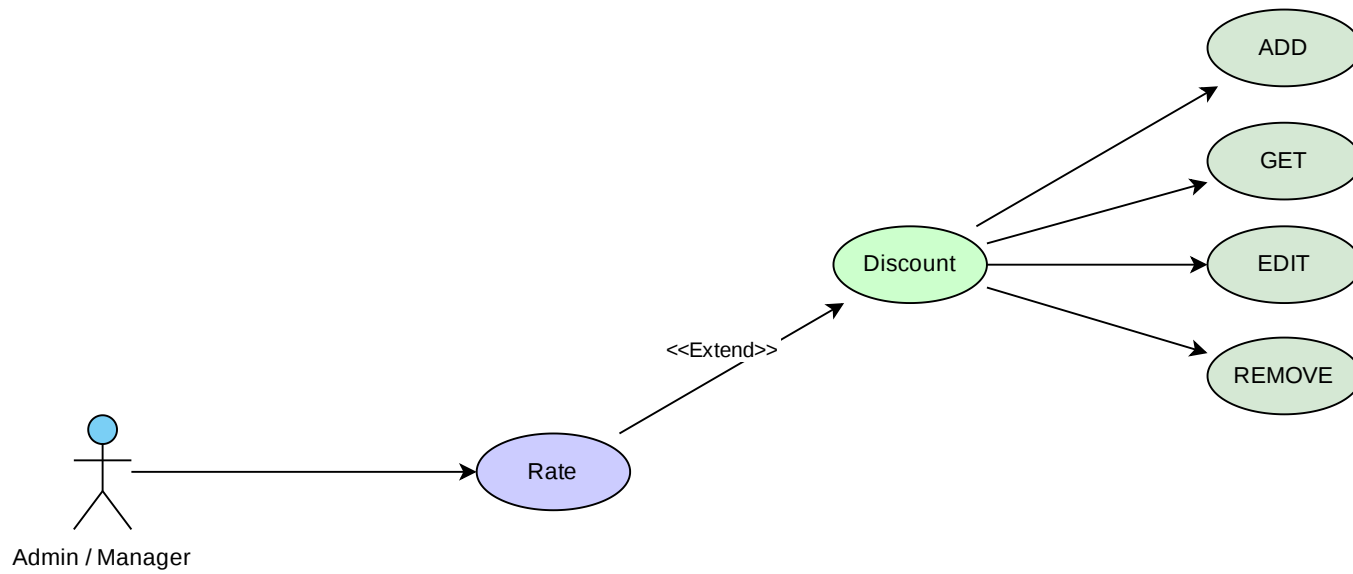 ADD
GET
Discount
EDIT
<<Extend>>
REMOVE
Rate
Admin / Manager